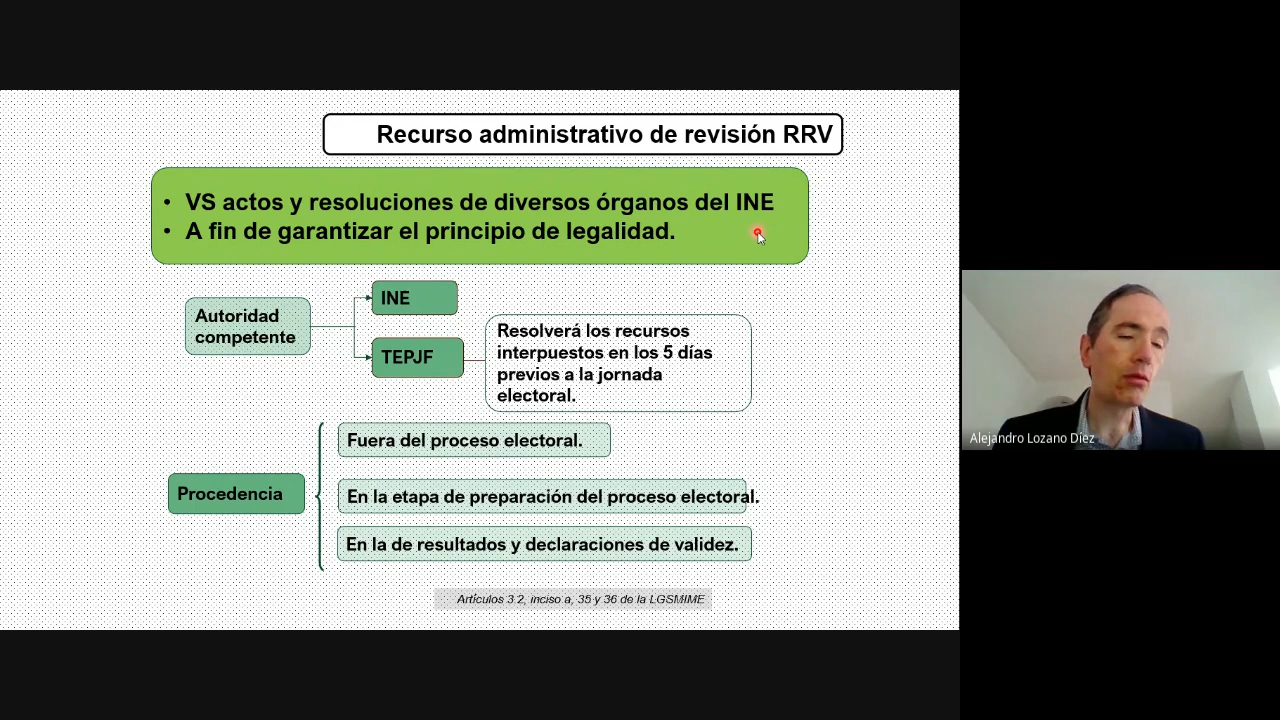 Recurso administrativo de revisión RRV
• VS actos y resoluciones de diversos órganos del INE
• A fin de garantizar el principio de legalidad.
Autoridad
competente
INE
TEPJF
Resolverá los recursos
interpuestos en los 5 días
previos a la jornada
electoral.
Procedencia
Fuera del proceso electoral.
En la etapa de preparación del proceso electoral.
En la de resultados y declaraciones de validez.
Artículos 3.2, inciso a, 35 y 36 de la LGSMIME
Alejandro Lozano Díez